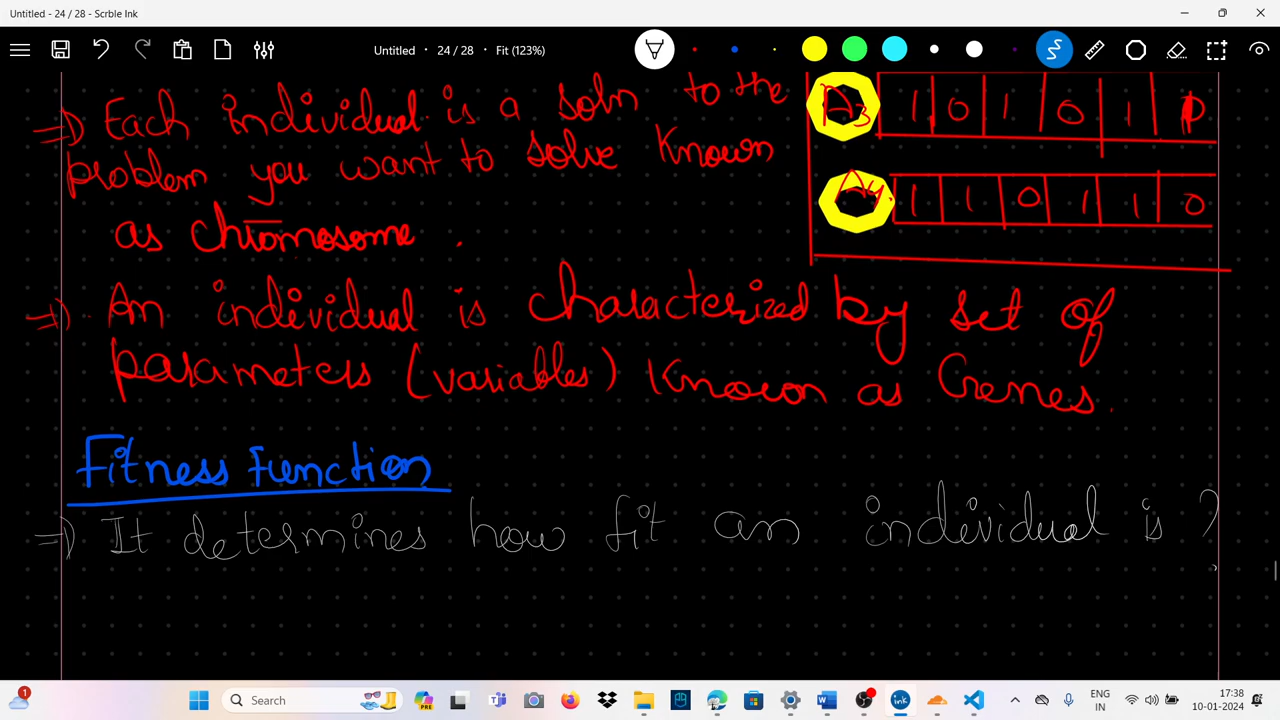 Untitled - 24 / 28 - Scrble Ink
Untitled • 24 / 28 • Fit (123%)
=> Each individual is a soln to the
problem you want to solve Known
as chromosome .
A3 1 0 1 0 1
A4 1 1 0 1 1 0
=> An individual is characterized by set of
parameters (variables) Known as Genes.
Fitness function
=> It determines how fit an individual is ?
1
Search
PRE
ENG
IN
17:38
10-01-2024